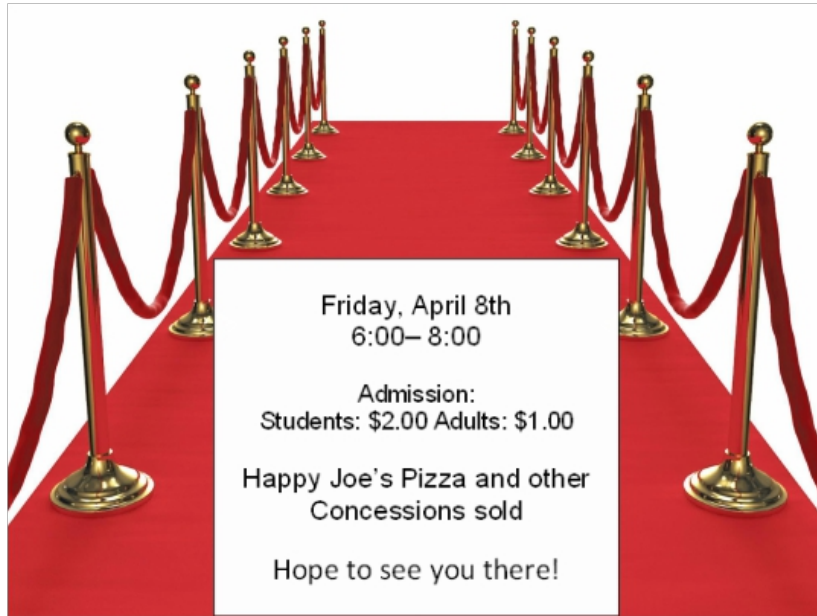 Friday, April 8th
6:00– 8:00
Admission:
Students: $2.00 Adults: $1.00
Happy Joe's Pizza and other
Concessions sold
Hope to see you there!